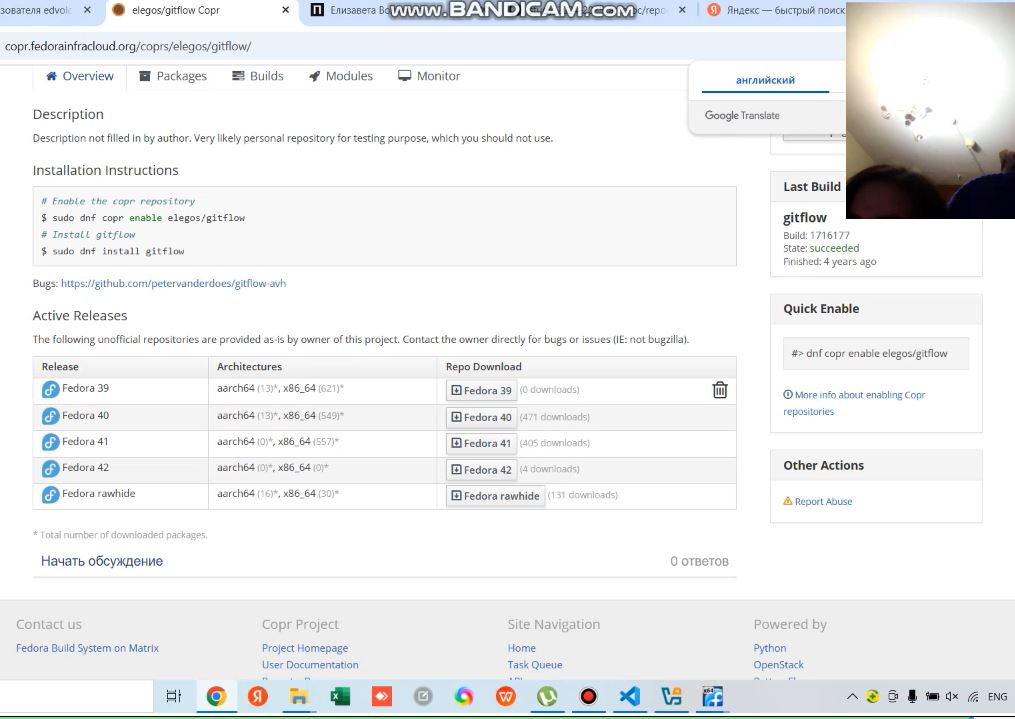 зователя edvok
elegos/gitflow Copr
Елизавета Во
www.BANDICAM.com
c/repo
Яндекс — быстрый поиск
copr.fedorainfracloud.org/coprs/elegos/gitflow/
Overview
Packages
Builds
Modules
Monitor
английский
Google Translate
Description
Description not filled in by author. Very likely personal repository for testing purpose, which you should not use.
Installation Instructions
# Enable the copr repository
$ sudo dnf copr enable elegos/gitflow
# Install gitflow
$ sudo dnf install gitflow
Bugs: https://github.com/petervanderdoes/gitflow-avh
Active Releases
The following unofficial repositories are provided as-is by owner of this project. Contact the owner directly for bugs or issues (IE: not bugzilla).
Release Architectures Repo Download
Fedora 39 aarch64 (13)*, x86_64 (621)* Fedora 39 (0 downloads)
Fedora 40 aarch64 (13)*, x86_64 (549)* Fedora 40 (471 downloads)
Fedora 41 aarch64 (0)*, x86_64 (557)* Fedora 41 (405 downloads)
Fedora 42 aarch64 (0)*, x86_64 (0)* Fedora 42 (4 downloads)
Fedora rawhide aarch64 (16)*, x86_64 (30)* Fedora rawhide (131 downloads)
* Total number of downloaded packages.
Начать обсуждение
0 ответов
Last Build
gitflow
Build: 1716177
State: succeeded
Finished: 4 years ago
Quick Enable
#> dnf copr enable elegos/gitflow
More info about enabling Copr
repositories
Other Actions
Report Abuse
Contact us
Fedora Build System on Matrix
Copr Project
Project Homepage
User Documentation
Site Navigation
Home
Task Queue
Powered by
Python
OpenStack
ENG